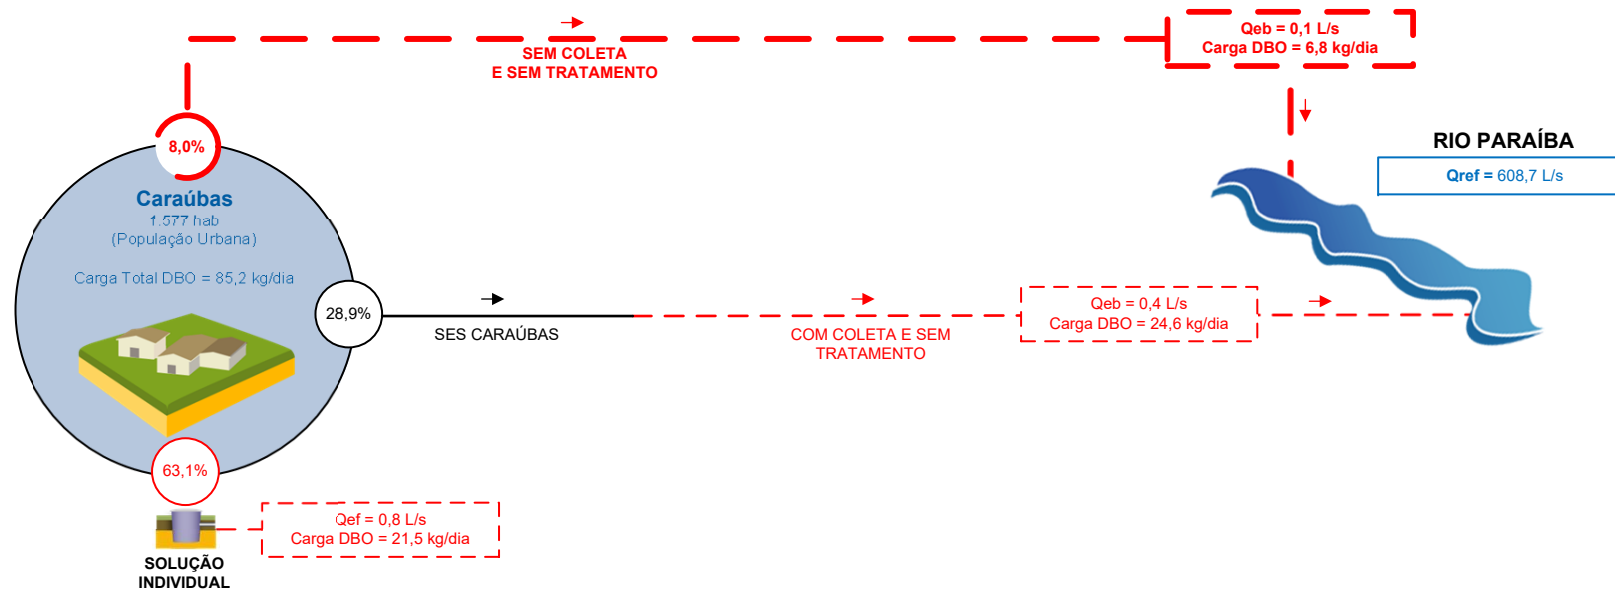 SEM COLETA
E SEM TRATAMENTO
Qeb = 0,1 L/s
Carga DBO = 6,8 kg/dia
RIO PARAÍBA
Qref = 608,7 L/s
8,0%
Caraúbas
1.577 hab
(População Urbana)
Carga Total DBO = 85,2 kg/dia
28,9%
SES CARAÚBAS
COM COLETA E SEM
TRATAMENTO
Qeb = 0,4 L/s
Carga DBO = 24,6 kg/dia
63,1%
Qef = 0,8 L/s
Carga DBO = 21,5 kg/dia
SOLUÇÃO
INDIVIDUAL